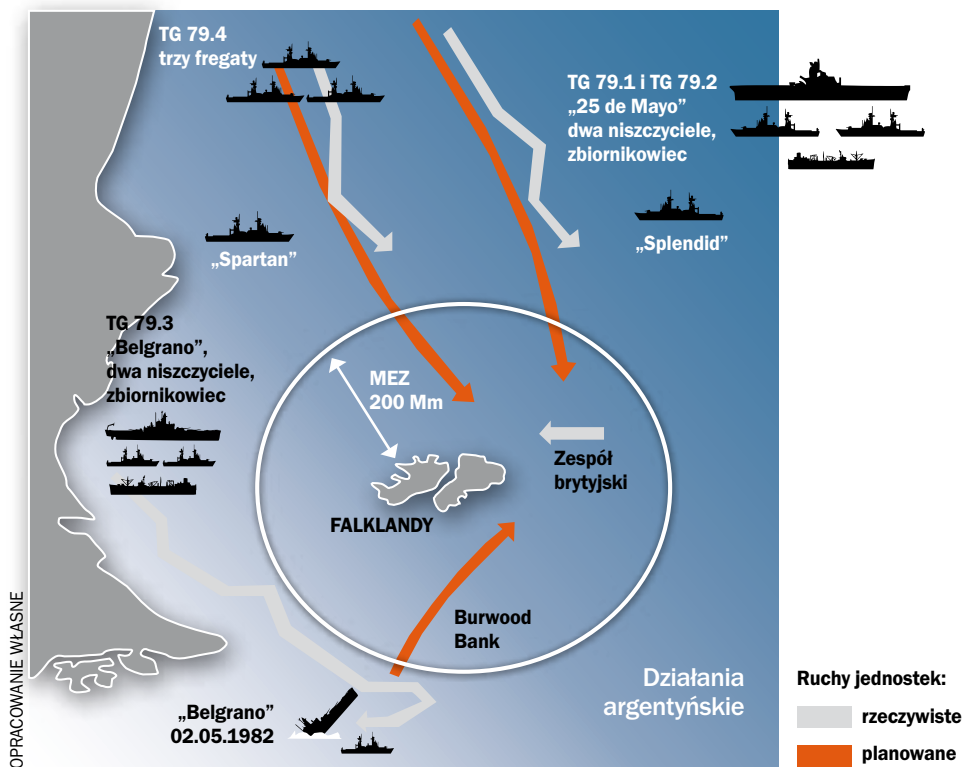 TG 79.4
trzy fregaty
TG 79.1 i TG 79.2
„25 de Mayo”
dwa niszczyciele,
zbiornikowiec
„Spartan”
„Splendid”
TG 79.3
„Belgrano”,
dwa niszczyciele,
zbiornikowiec
MEZ
200 Mm
Zespół
brytyjski
FALKLANDY
Burwood
Bank
„Belgrano”
02.05.1982
Działania
argentyńskie
Ruchy jednostek:
rzeczywiste
planowane
OPRACOWANIE WŁASNE